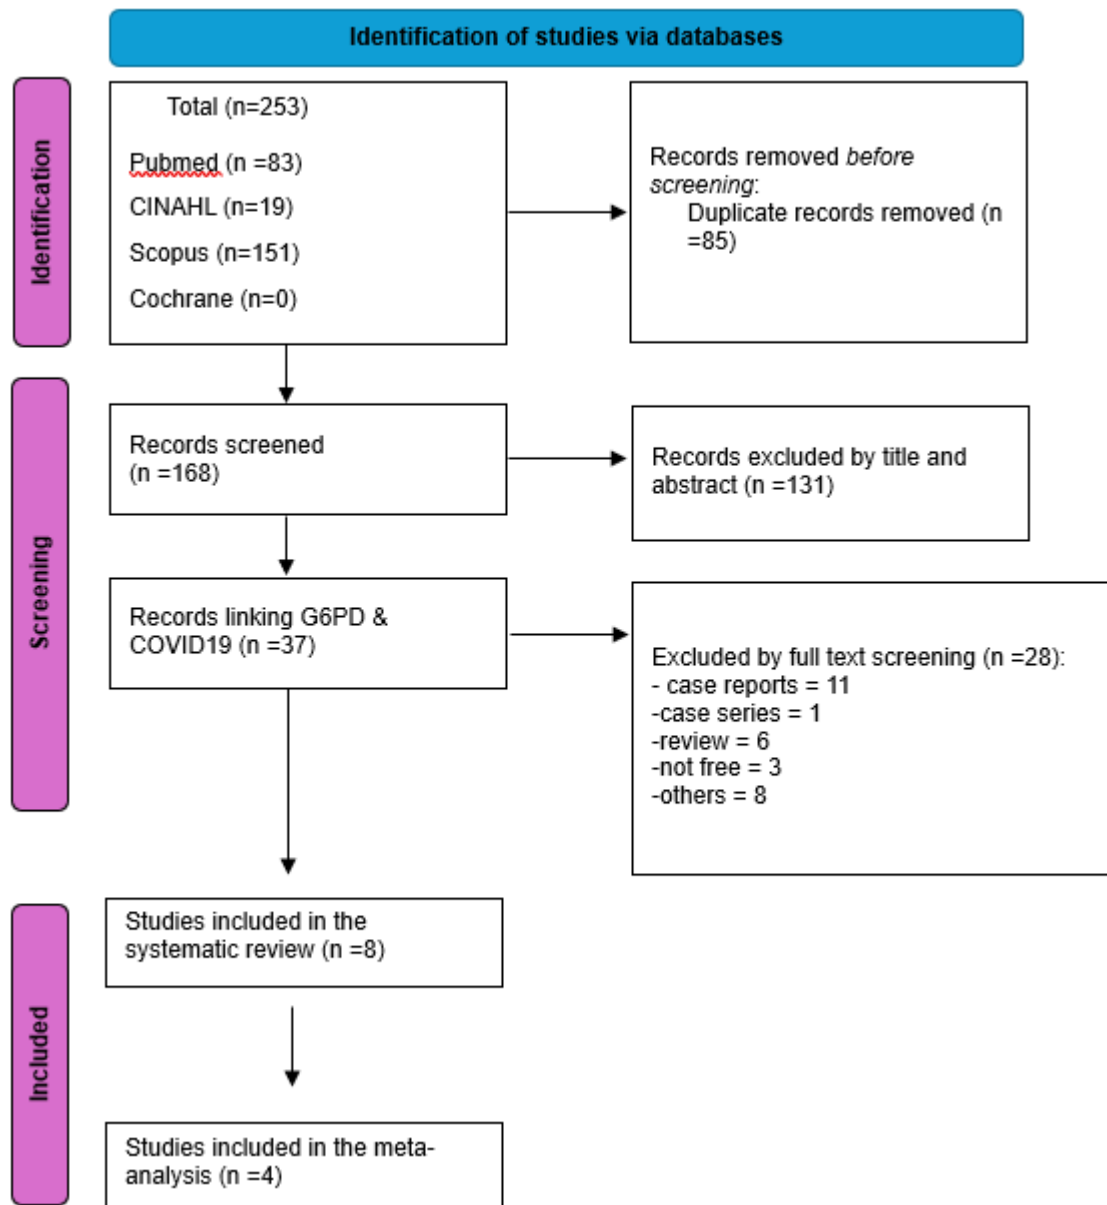 Identification of studies via databases
Identification
Total (n=253)
Pubmed (n =83)
CINAHL (n=19)
Scopus (n=151)
Cochrane (n=0)
Records removed before
screening:
Duplicate records removed (n
=85)
Screening
Records screened
(n =168)
Records excluded by title and
abstract (n =131)
Records linking G6PD &
COVID19 (n =37)
Excluded by full text screening (n =28):
- case reports = 11
-case series = 1
-review = 6
-not free = 3
-others = 8
Included
Studies included in the
systematic review (n =8)
Studies included in the meta-
analysis (n =4)